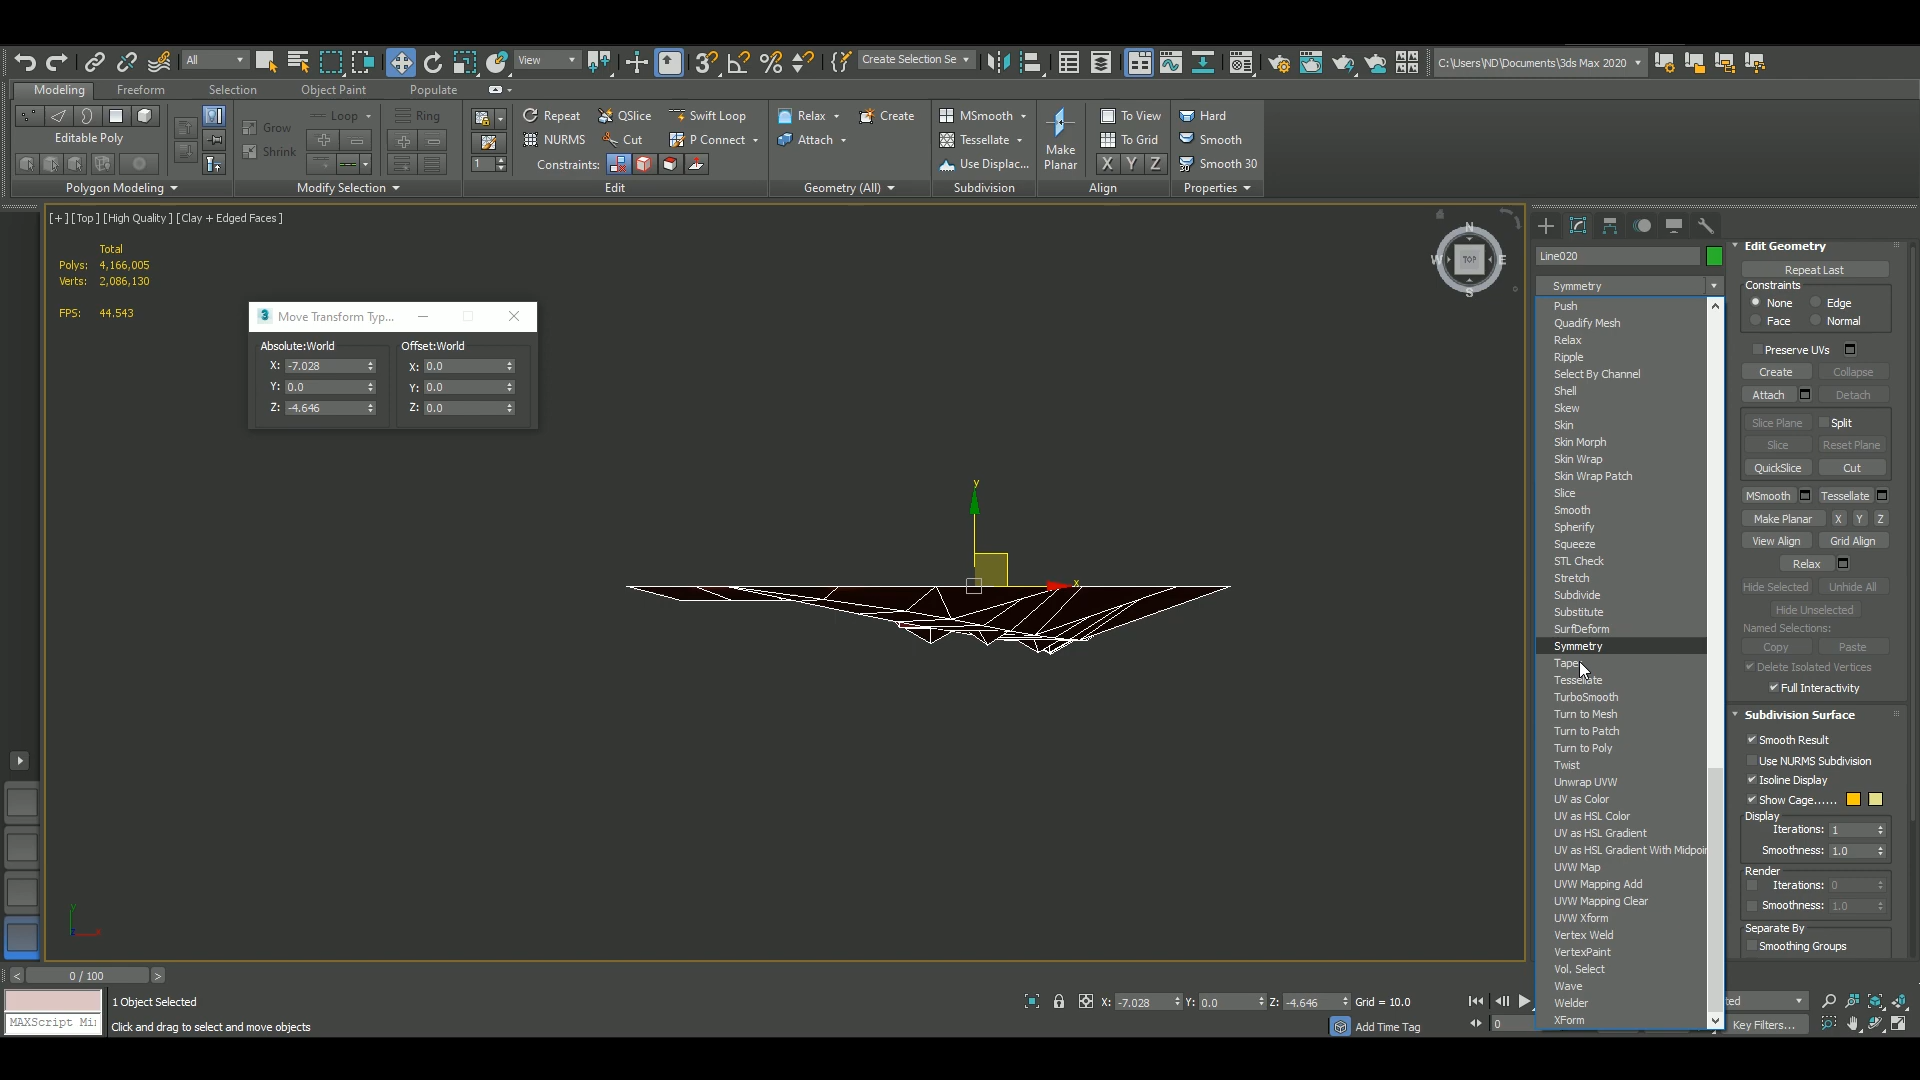 All
View
Create Selection Se
C:\Users\ND\Documents\3ds Max 2020
Modeling
Freeform
Object Paint
Selection
Populate
Editable Poly
Polygon Modeling
Grow
Shrink
Loop
Ring
Modify Selection
1
Repeat
QSlice
Swift Loop
NURMS
Cut
P Connect
Constraints:
Edit
Relax
Create
Attach
Geometry (All)
MSmooth
Tessellate
Use Displac...
Subdivision
Make
Planar
To View
To Grid
X Y Z
Align
Hard
Smooth
Smooth 30
Properties
[+] [Top] [High Quality] [Clay + Edged Faces]
Total
Polys: 4,166,005
Verts: 2,086,130
FPS: 44.543
3 Move Transform Typ...
Absolute:World
Offset:World
X: -7.028
X: 0.0
Y: 0.0
Y: 0.0
Z: -4.646
Z: 0.0
N
W TOP E
S
y
x
Line020
Symmetry
Push
Quadify Mesh
Relax
Ripple
Select By Channel
Shell
Skew
Skin
Skin Morph
Skin Wrap
Skin Wrap Patch
Slice
Smooth
Spherify
Squeeze
STL Check
Stretch
Subdivide
Substitute
SurfDeform
Symmetry
Tape
Tessellate
TurboSmooth
Turn to Mesh
Turn to Patch
Turn to Poly
Twist
Unwrap UVW
UV as Color
UV as HSL Color
UV as HSL Gradient
UV as HSL Gradient With Midpoin
UVW Map
UVW Mapping Add
UVW Mapping Clear
UVW Xform
Vertex Weld
VertexPaint
Vol. Select
Wave
Welder
XForm
Edit Geometry
Repeat Last
Constraints
None
Edge
Face
Normal
Preserve UVs
Create
Collapse
Attach
Detach
Slice Plane
Split
Slice
Reset Plane
QuickSlice
Cut
MSmooth
Tessellate
Make Planar
X Y Z
View Align
Grid Align
Relax
Hide Selected
Unhide All
Hide Unselected
Named Selections:
Copy
Paste
Delete Isolated Vertices
Full Interactivity
Subdivision Surface
Smooth Result
Use NURMS Subdivision
Isoline Display
Show Cage......
Display
Iterations: 1
Smoothness: 1.0
Render
Iterations: 0
Smoothness: 1.0
Separate By
Smoothing Groups
< 0 / 100 >
MAXScript Mi
1 Object Selected
Click and drag to select and move objects
X: -7.028
Y: 0.0
Z: -4.646
Grid = 10.0
Add Time Tag
0
ted
Key Filters...